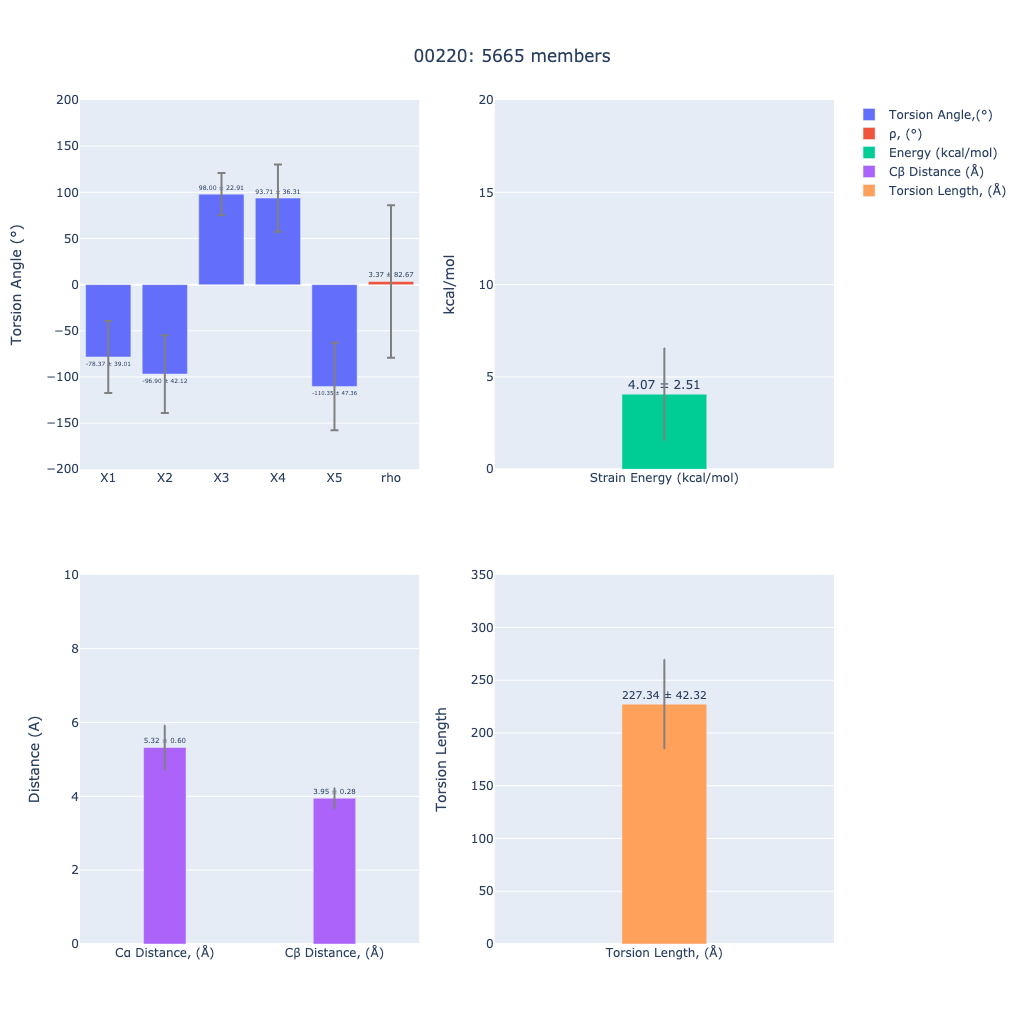 00220: 5665 members
200
150
100
50
0
−50
−100
−150
−200
Torsion Angle (°)
98.00 ± 22.91
93.71 ± 36.31
3.37 ± 82.67
-78.37 ± 39.01
-96.90 ± 42.12
-110.35 ± 47.36
X1 X2 X3 X4 X5 rho
20
15
10
5
0
kcal/mol
4.07 ± 2.51
Strain Energy (kcal/mol)
Torsion Angle,(°)
ρ, (°)
Energy (kcal/mol)
Cβ Distance (Å)
Torsion Length, (Å)
10
8
6
4
2
0
Distance (A)
5.32 ± 0.60
3.95 ± 0.28
Cα Distance, (Å) Cβ Distance, (Å)
350
300
250
200
150
100
50
0
Torsion Length
227.34 ± 42.32
Torsion Length, (Å)